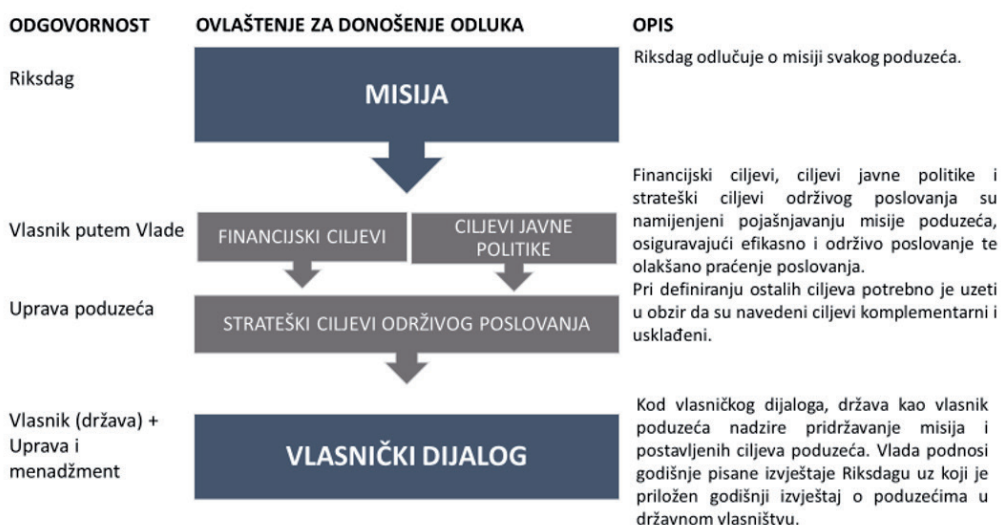 ODGOVORNOST
OVLAŠTENJE ZA DONOŠENJE ODLUKA
OPIS
Riksdag
MISIJA
Riksdag odlučuje o misiji svakog poduzeća.
Vlasnik putem Vlade
FINANCIJSKI CILJEVI
CILJEVI JAVNE
POLITIKE
Financijski ciljevi, ciljevi javne politike i
strateški ciljevi održivog poslovanja su
namijenjeni pojašnjavanju misije poduzeća,
osiguravajući efikasno i održivo poslovanje te
olakšano praćenje poslovanja.
Pri definiranju ostalih ciljeva potrebno je uzeti
u obzir da su navedeni ciljevi komplementarni i
usklađeni.
Uprava poduzeća
STRATEŠKI CILJEVI ODRŽIVOG POSLOVANJA
Vlasnik (država) +
Uprava i
menadžment
VLASNIČKI DIJALOG
Kod vlasničkog dijaloga, država kao vlasnik
poduzeća nadzire pridržavanje misija i
postavljenih ciljeva poduzeća. Vlada podnosi
godišnje pisane izvještaje Riksdagu uz koji je
priložen godišnji izvještaj o poduzećima u
državnom vlasništvu.